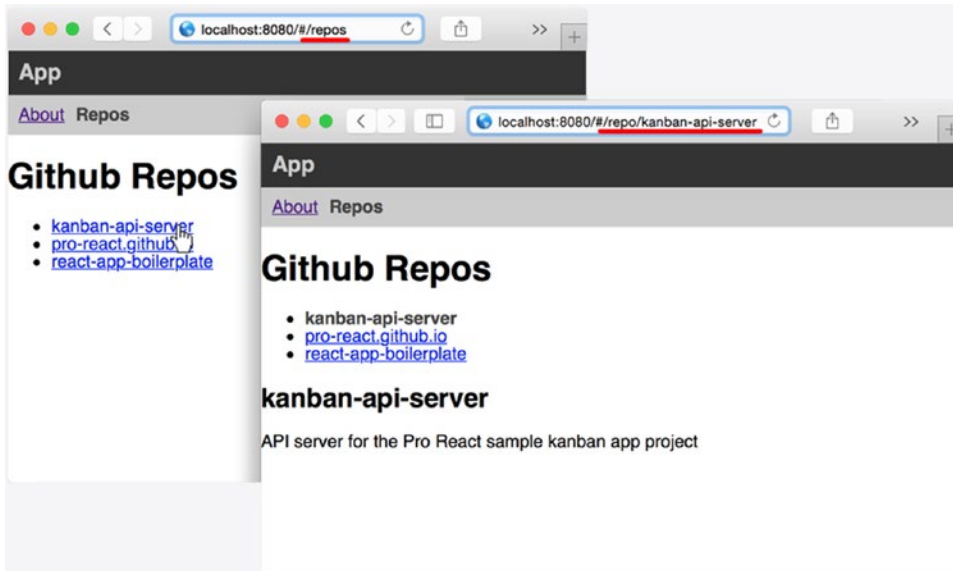 localhost:8080/#/repos
App
About Repos
Github Repos
kanban-api-server
pro-react.github
react-app-boilerplate
localhost:8080/#/repo/kanban-api-server
App
About Repos
Github Repos
kanban-api-server
pro-react.github.io
react-app-boilerplate
kanban-api-server
API server for the Pro React sample kanban app project